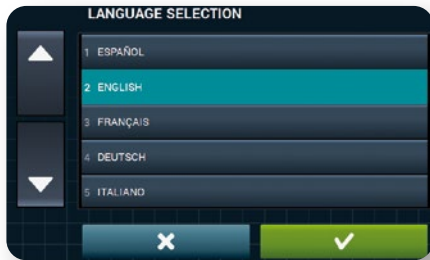 LANGUAGE SELECTION
1 ESPAÑOL
2 ENGLISH
3 FRANÇAIS
4 DEUTSCH
5 ITALIANO